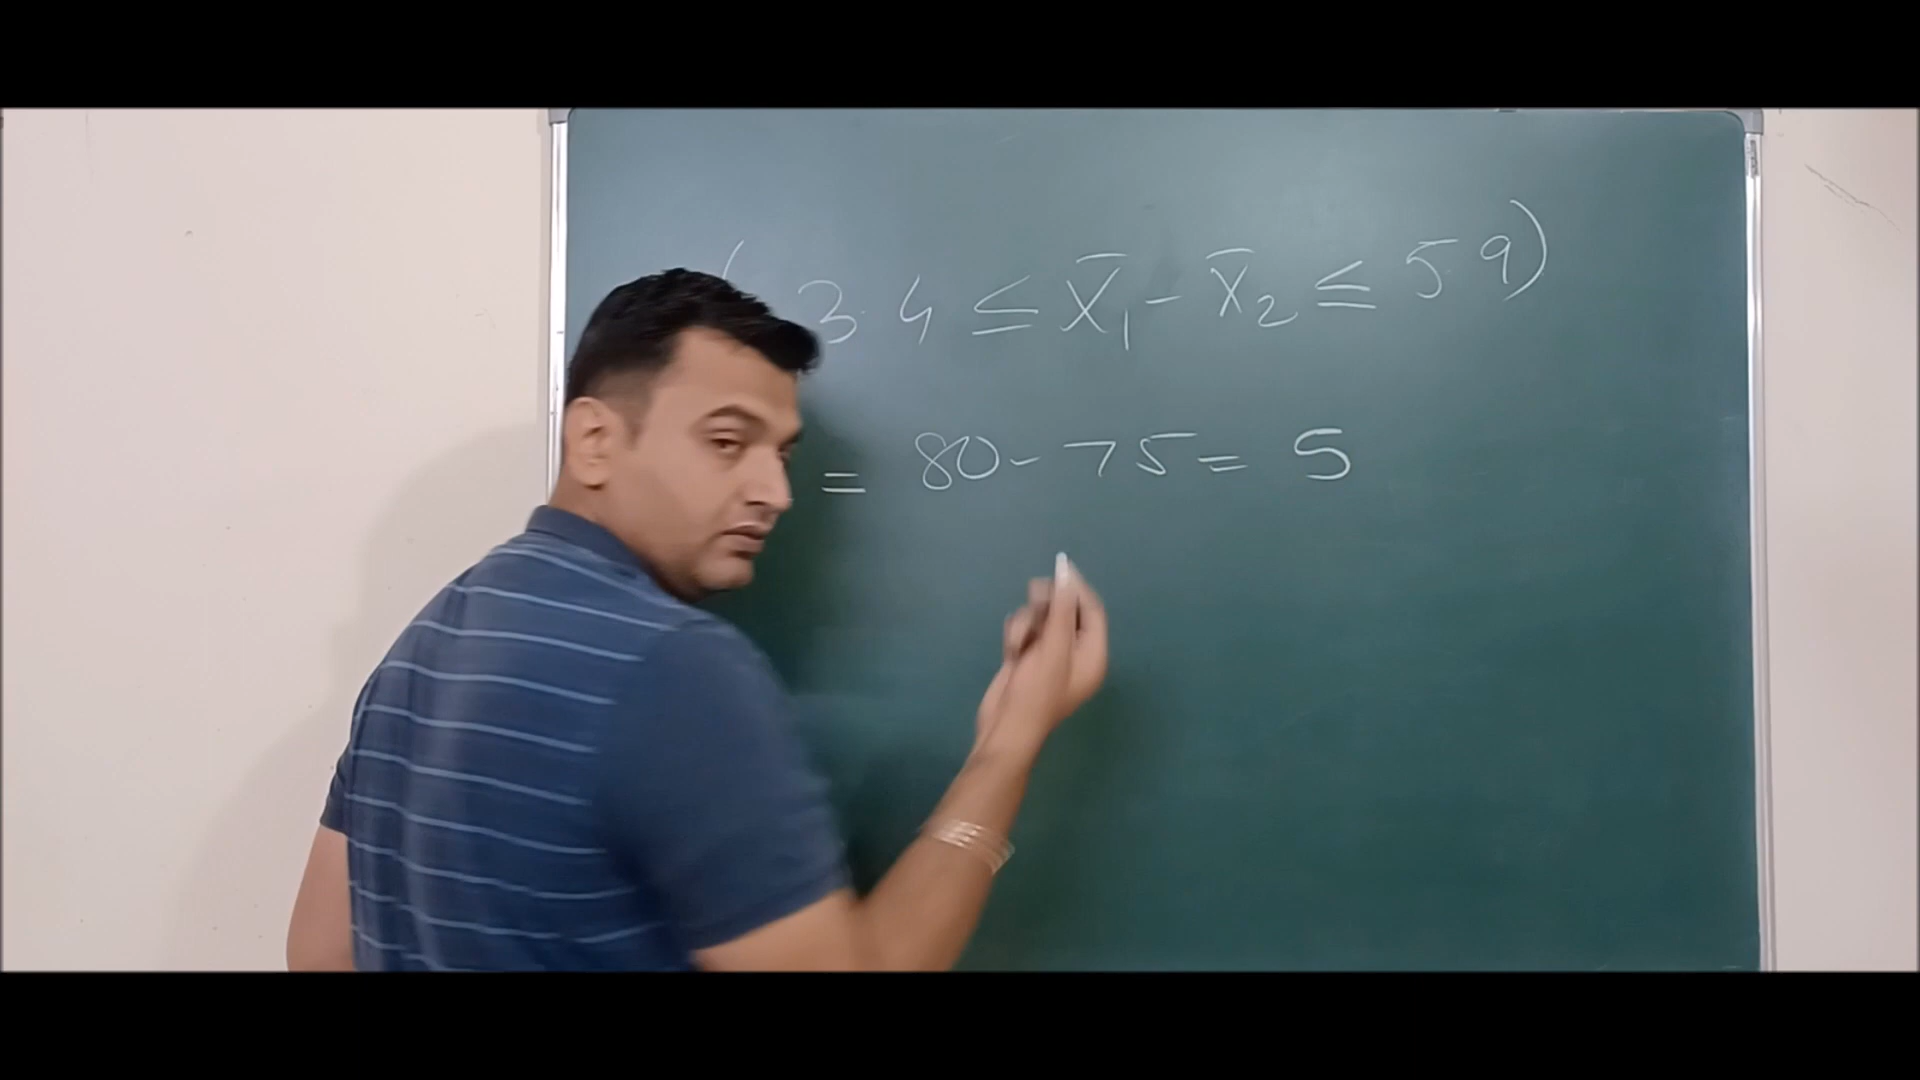 ( 3.4 ≤ X̄₁ - X̄₂ ≤ 5.9)
= 80 - 75 = 5